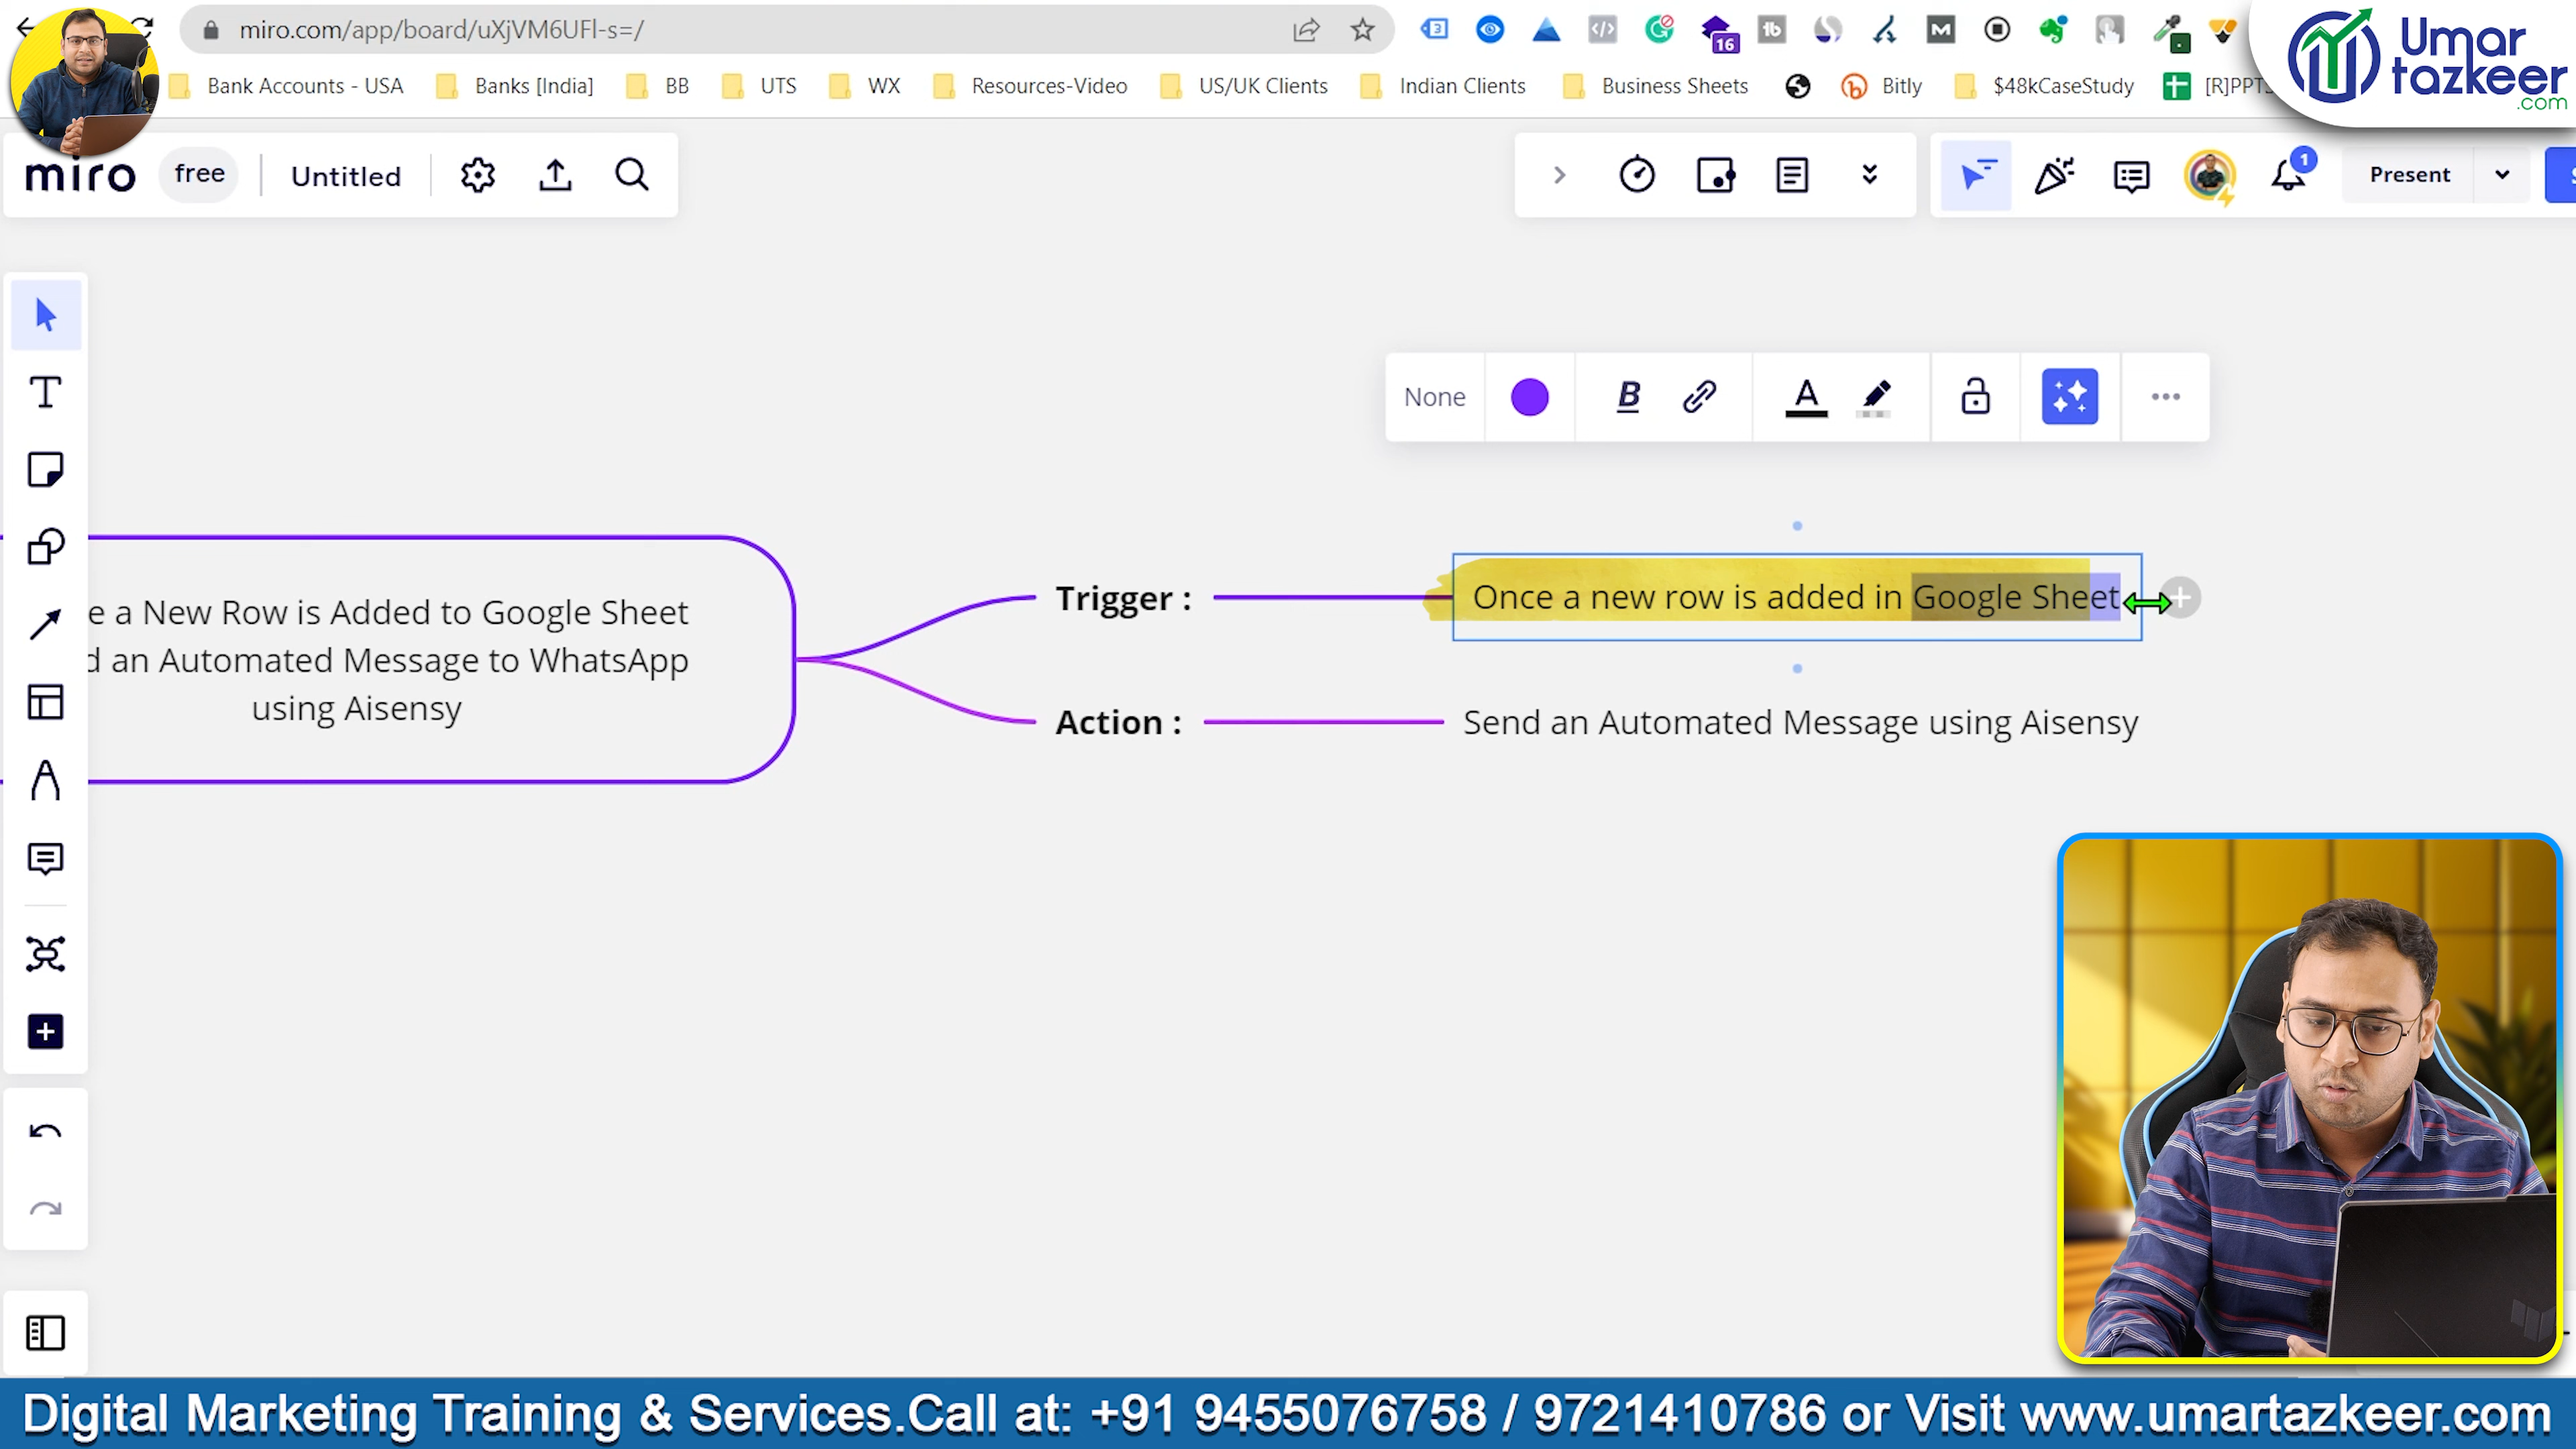 miro.com/app/board/uXjVM6UFl-s=/
3
16
Umar
tazkeer
.com
Bank Accounts - USA
Banks [India]
BB
UTS
WX
Resources-Video
US/UK Clients
Indian Clients
Business Sheets
Bitly
$48kCaseStudy
miro
free
Untitled
1
Present
None
B
A
Trigger :
Once a new row is added in Google Sheet
e a New Row is Added to Google Sheet
d an Automated Message to WhatsApp
using Aisensy
Action :
Send an Automated Message using Aisensy
Digital Marketing Training & Services.Call at: +91 9455076758 / 9721410786 or Visit www.umartazkeer.com